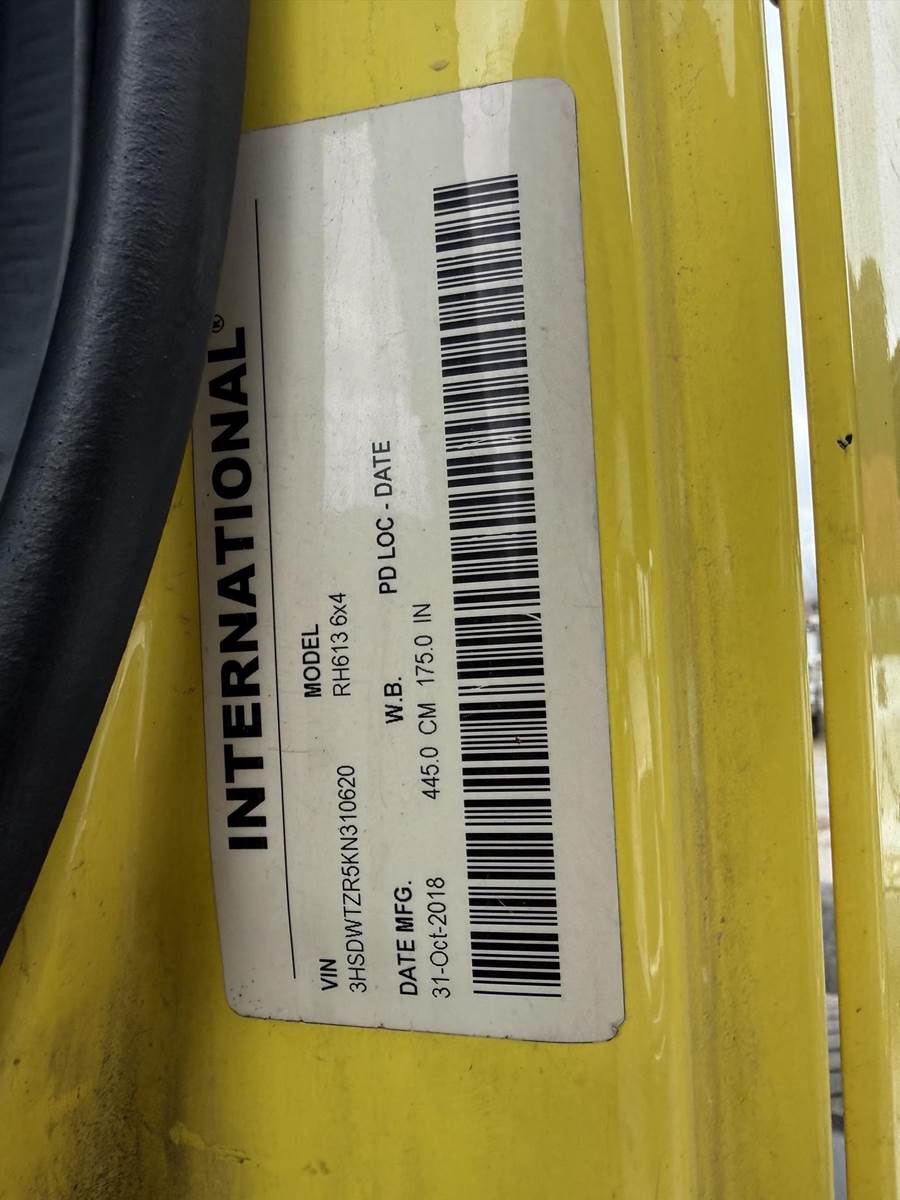 INTERNATIONAL®
VIN MODEL
3HSDWTZR5KN310620 RH613 6x4
DATE MFG. W.B. PD LOC - DATE
31-Oct-2018 445.0 CM 175.0 IN